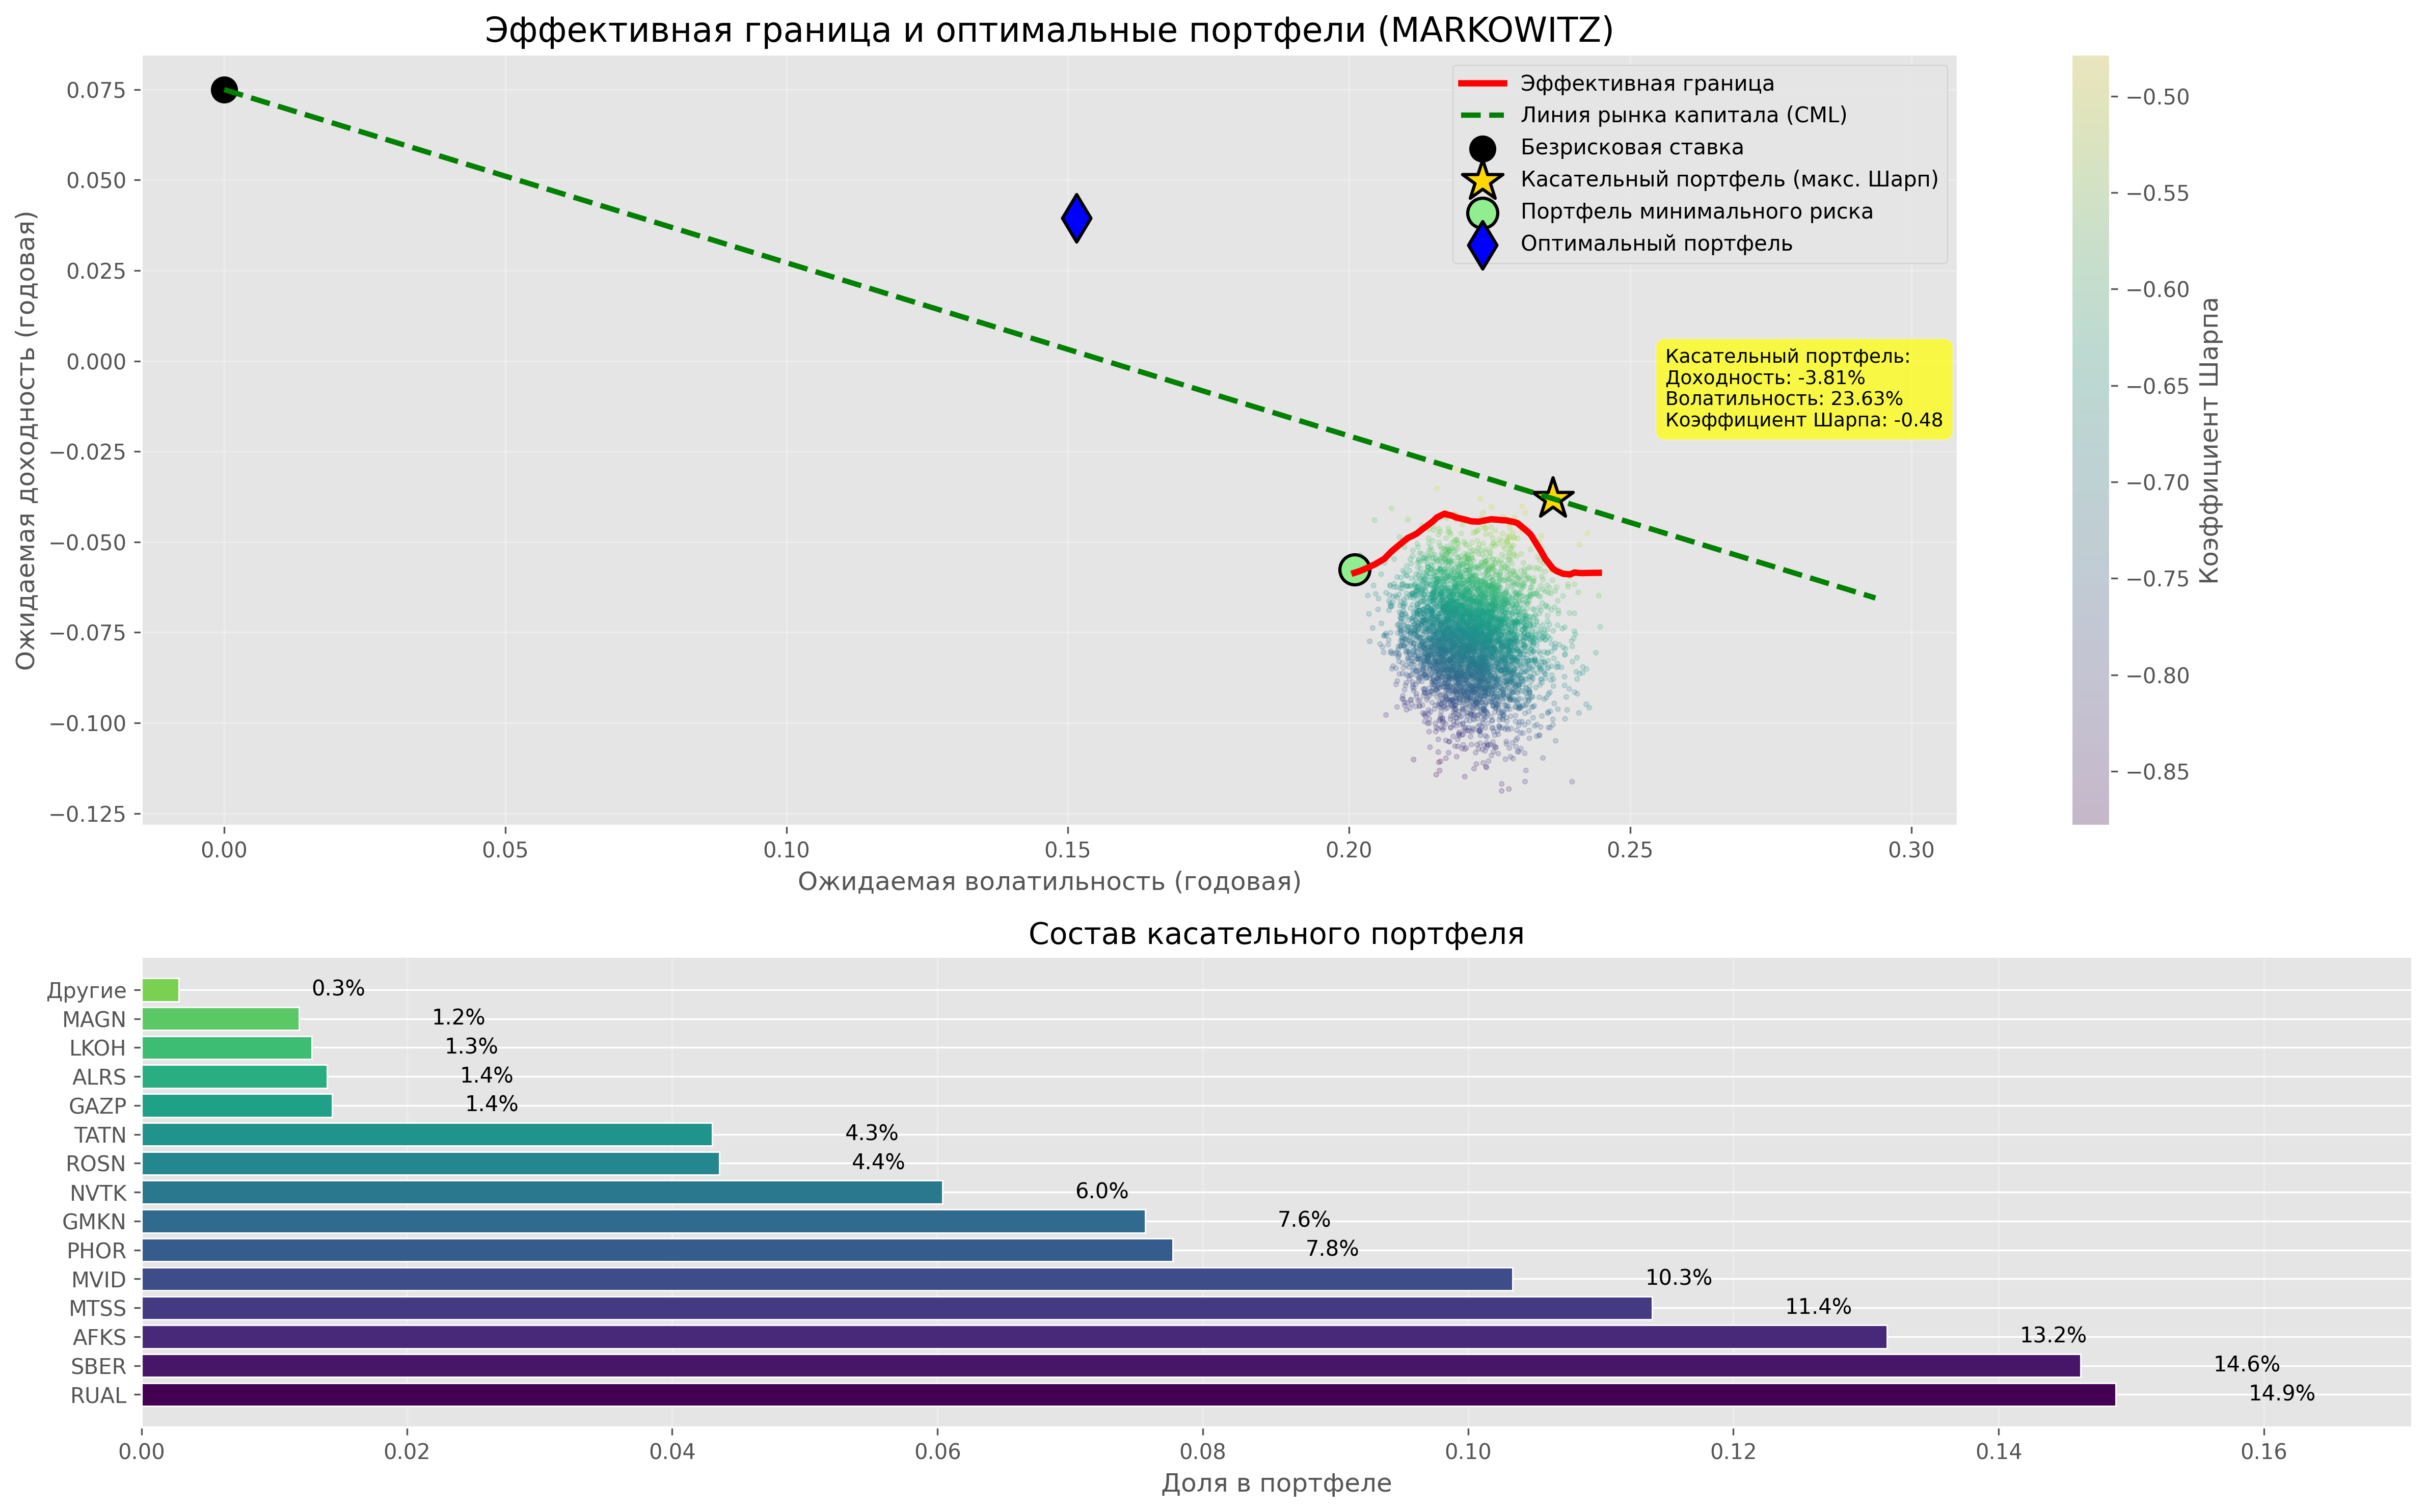 Эффективная граница и оптимальные портфели (MARKOWITZ)
Эффективная граница
Линия рынка капитала (CML)
Безрисковая ставка
Касательный портфель (макс. Шарп)
Портфель минимального риска
Оптимальный портфель
Касательный портфель:
Доходность: -3.81%
Волатильность: 23.63%
Коэффициент Шарпа: -0.48
Ожидаемая доходность (годовая)
0.075
0.050
0.025
0.000
−0.025
−0.050
−0.075
−0.100
−0.125
0.00
0.05
0.10
0.15
0.20
0.25
0.30
Ожидаемая волатильность (годовая)
−0.50
−0.55
−0.60
−0.65
−0.70
−0.75
−0.80
−0.85
Коэффициент Шарпа
Состав касательного портфеля
Другие 0.3%
MAGN 1.2%
LKOH 1.3%
ALRS 1.4%
GAZP 1.4%
TATN 4.3%
ROSN 4.4%
NVTK 6.0%
GMKN 7.6%
PHOR 7.8%
MVID 10.3%
MTSS 11.4%
AFKS 13.2%
SBER 14.6%
RUAL 14.9%
0.00
0.02
0.04
0.06
0.08
0.10
0.12
0.14
0.16
Доля в портфеле